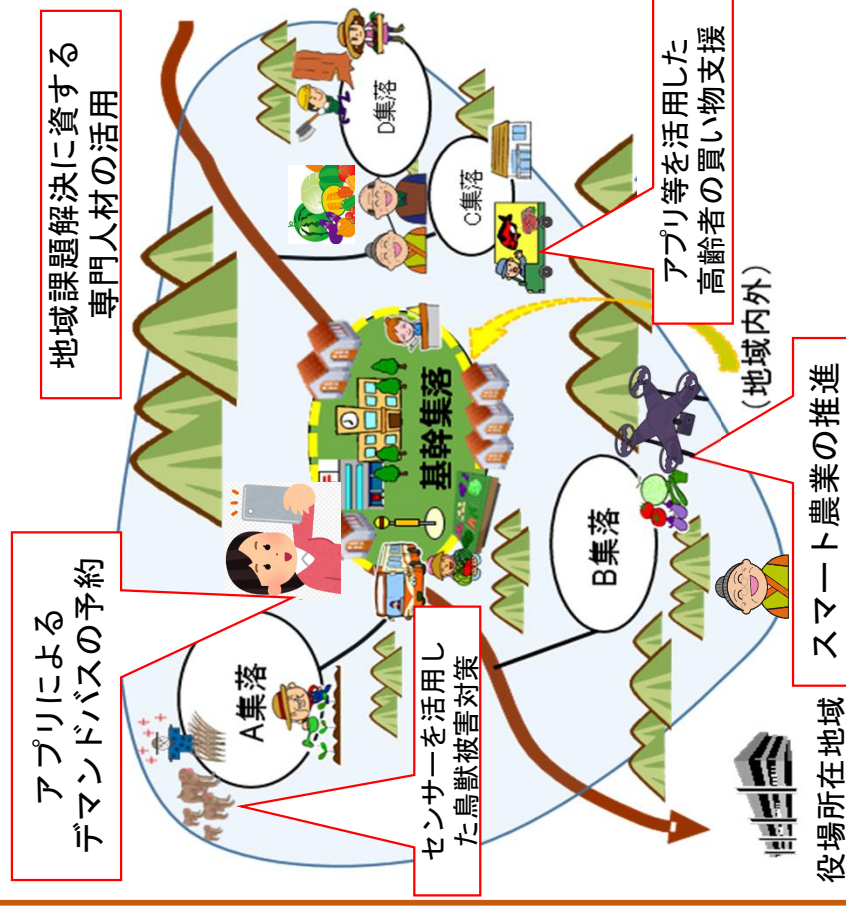 アプリによる
デマンドバスの予約
地域課題解決に資する
専門人材の活用
A集落
センサーを活用し
た鳥獣被害対策
基幹集落
D集落
C集落
B集落
アプリ等を活用した
高齢者の買い物支援
(地域内外)
スマート農業の推進
役場所在地域